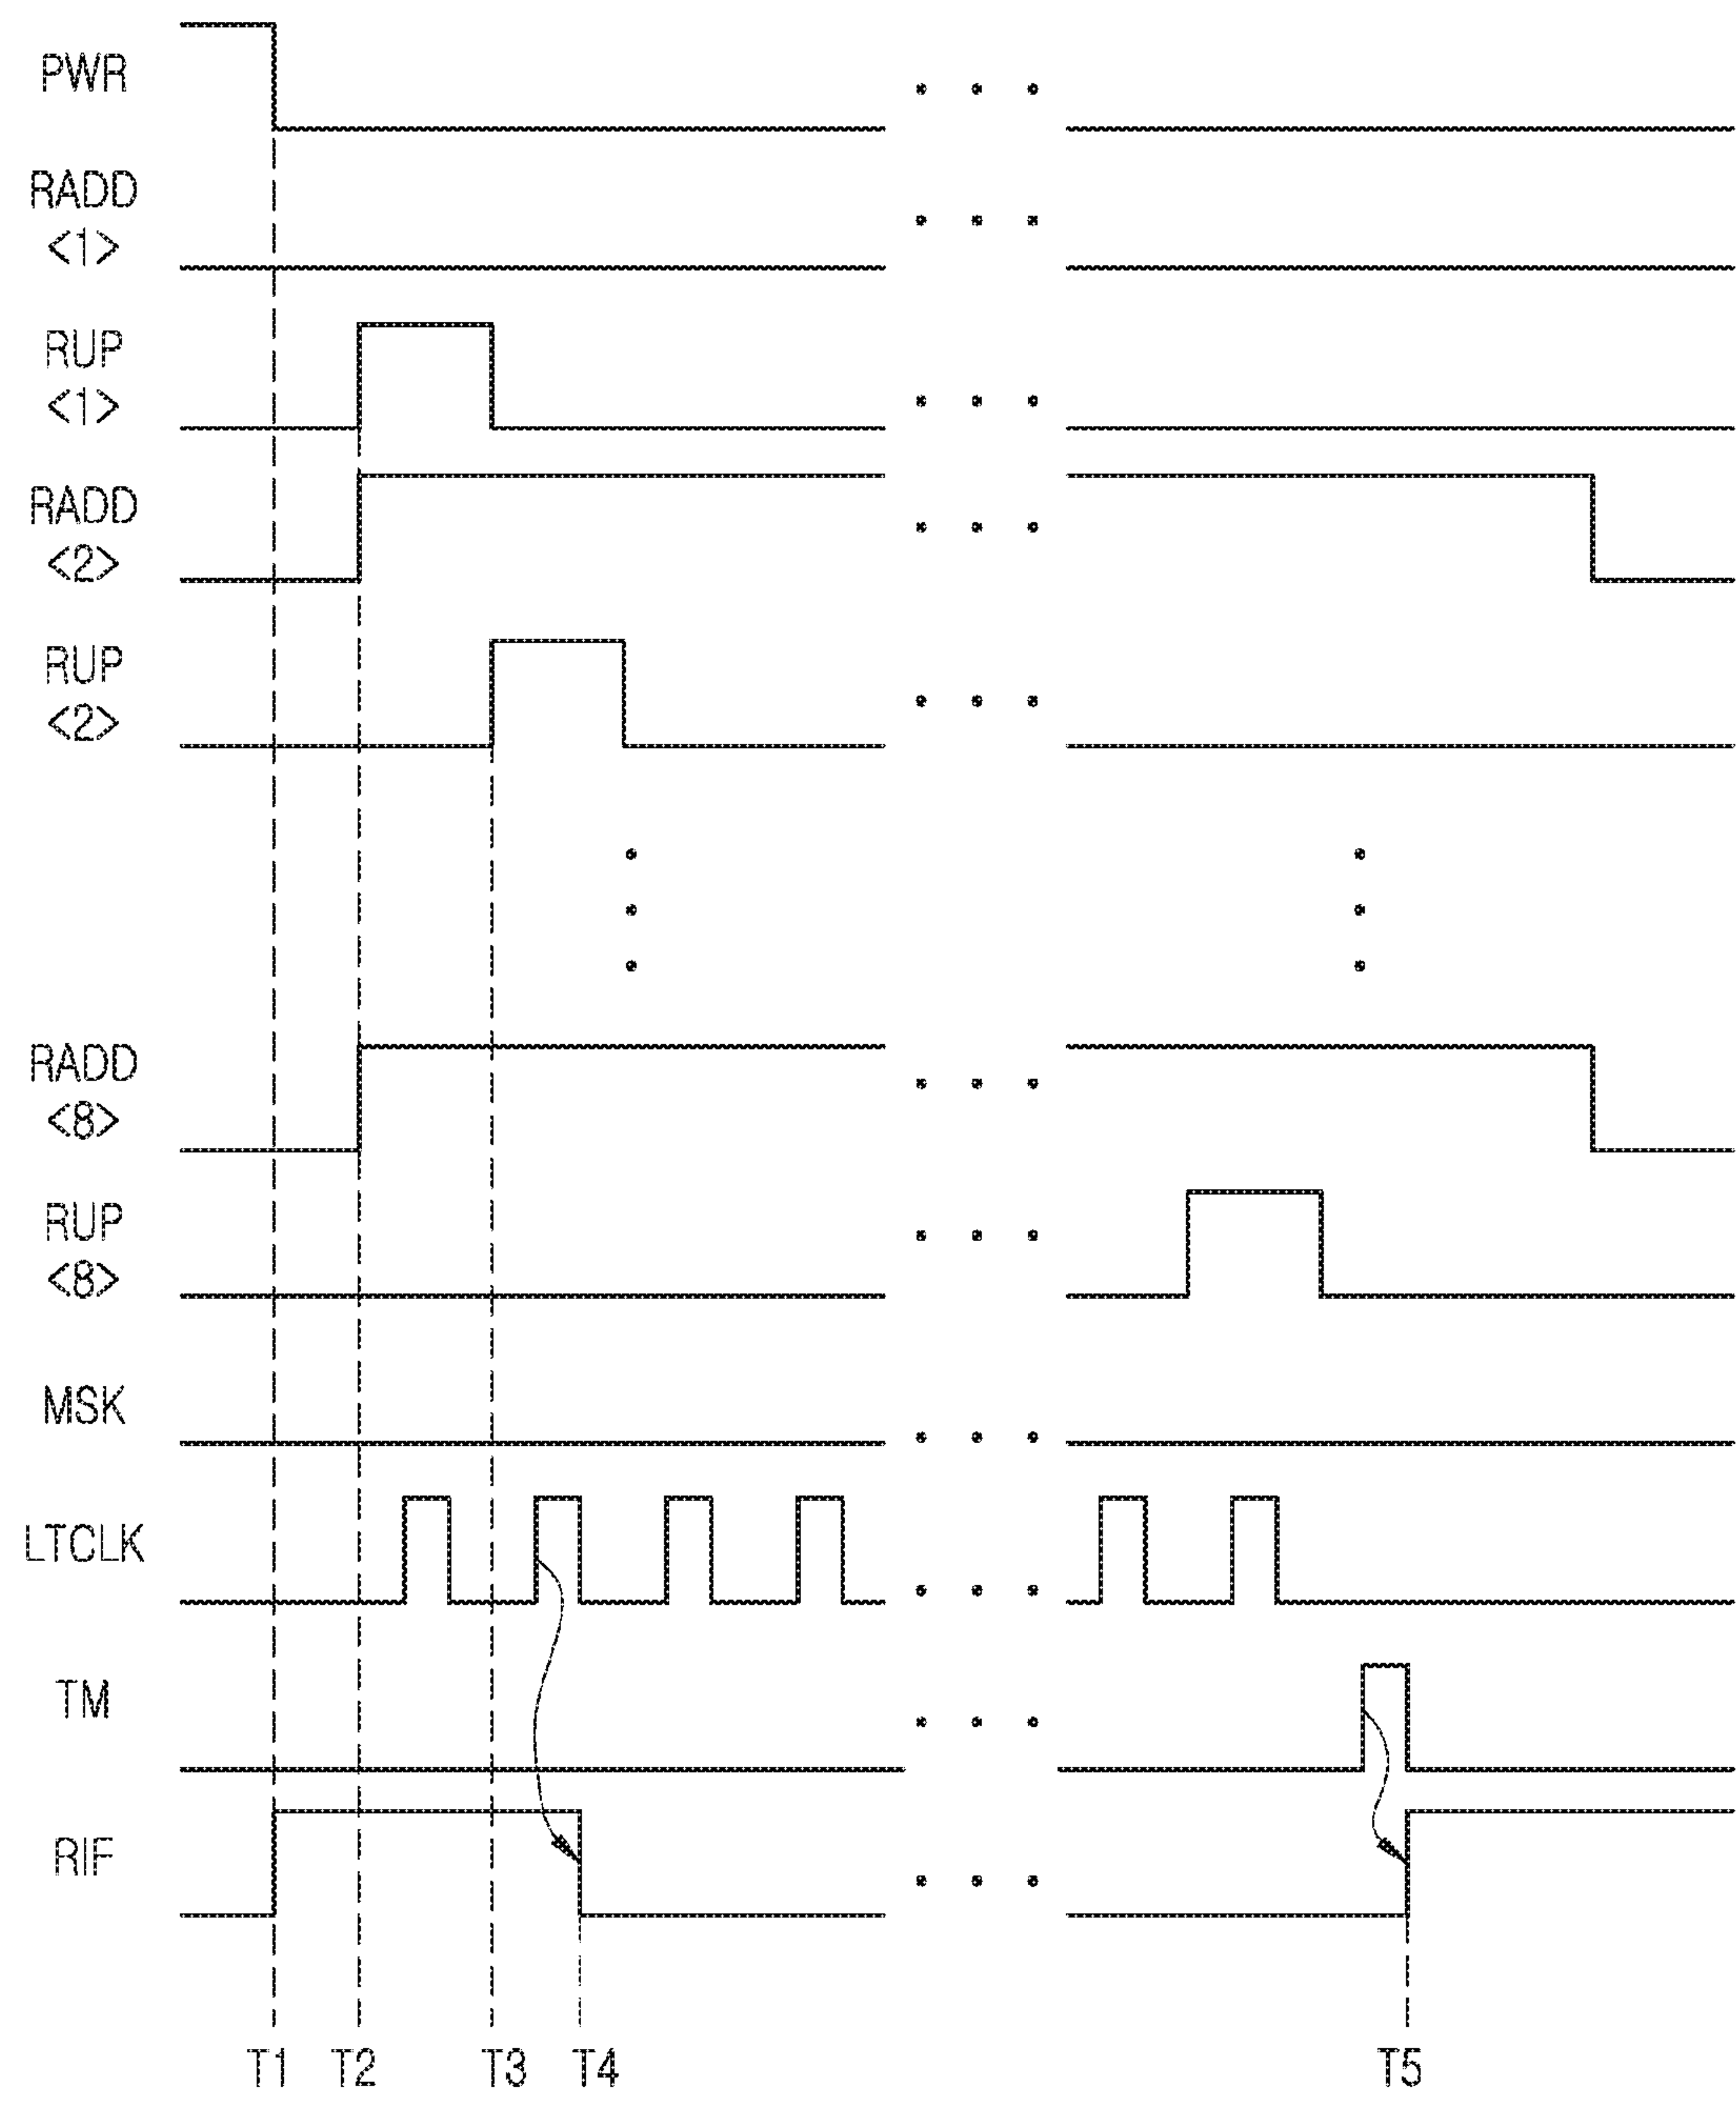 PWR
RADD
<1>
RUP
<1>
RADD
<2>
RUP
<2>
RADD
<8>
RUP
<8>
MSK
LTCLK
TM
RIF
T1 T2 T3 T4 T5